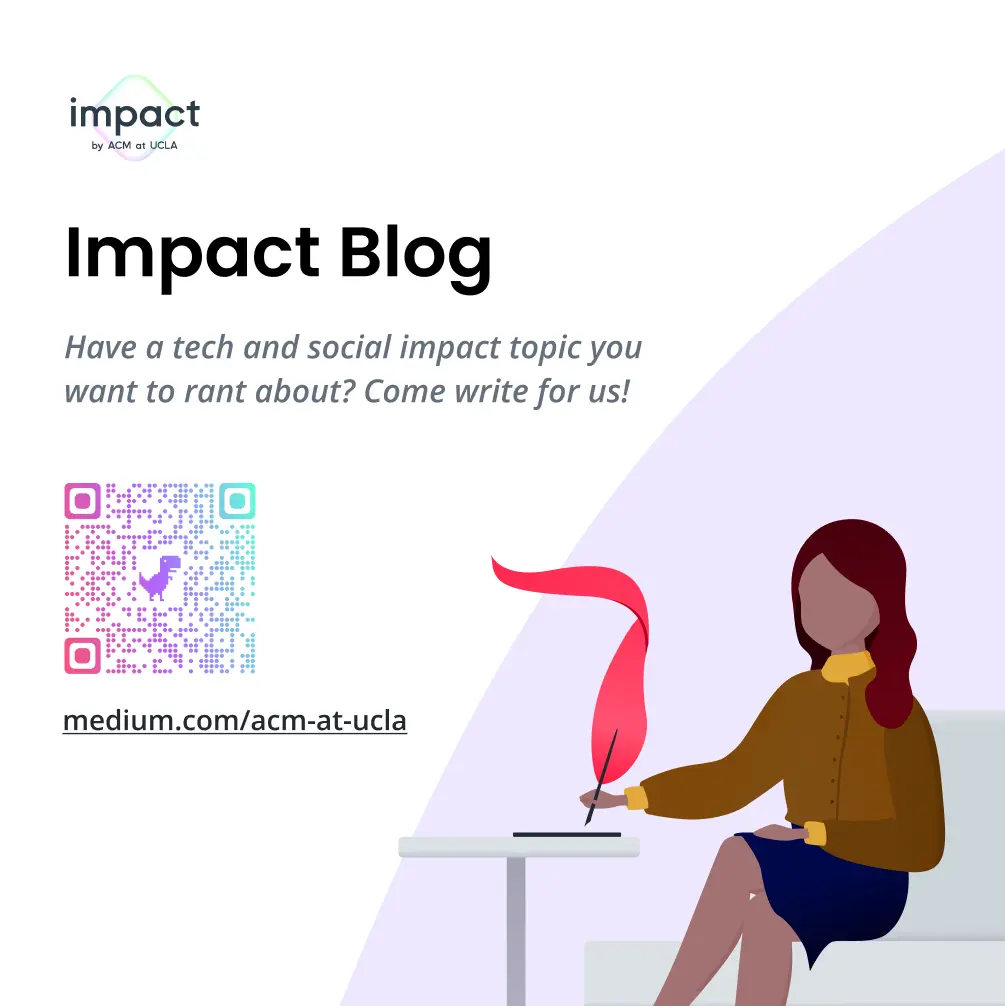 impact
by ACM at UCLA
Impact Blog
Have a tech and social impact topic you
want to rant about? Come write for us!
medium.com/acm-at-ucla